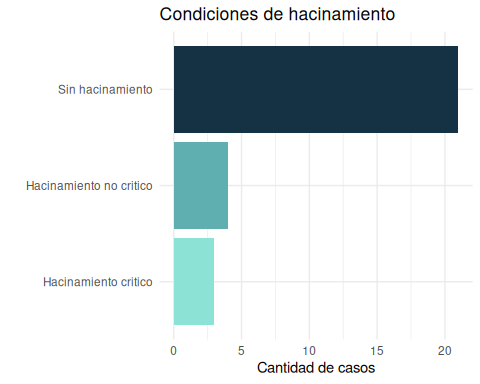 Condiciones de hacinamiento
Sin hacinamiento
Hacinamiento no critico
Hacinamiento critico
0 5 10 15 20
Cantidad de casos